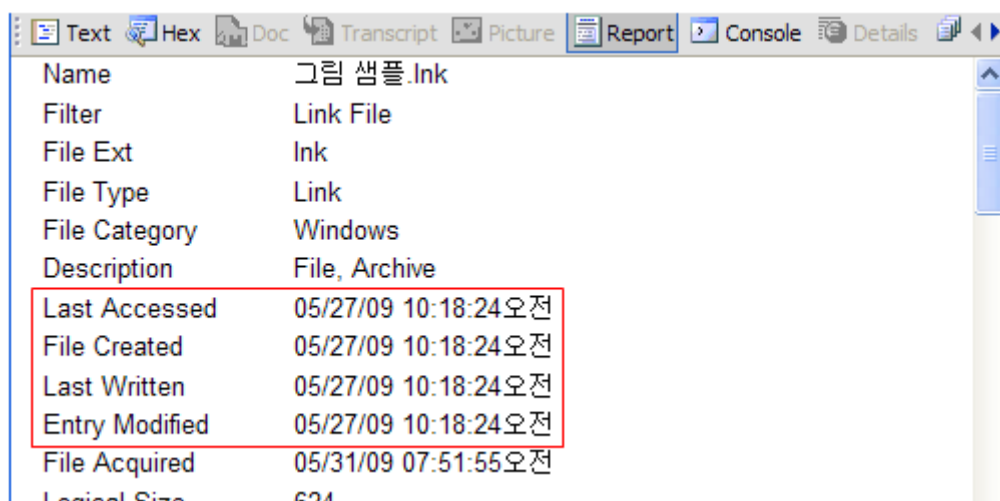 Text Hex Doc Transcript Picture Report Console Details
Name 그림 샘플.lnk
Filter Link File
File Ext lnk
File Type Link
File Category Windows
Description File, Archive
Last Accessed 05/27/09 10:18:24오전
File Created 05/27/09 10:18:24오전
Last Written 05/27/09 10:18:24오전
Entry Modified 05/27/09 10:18:24오전
File Acquired 05/31/09 07:51:55오전
Logical Size 624